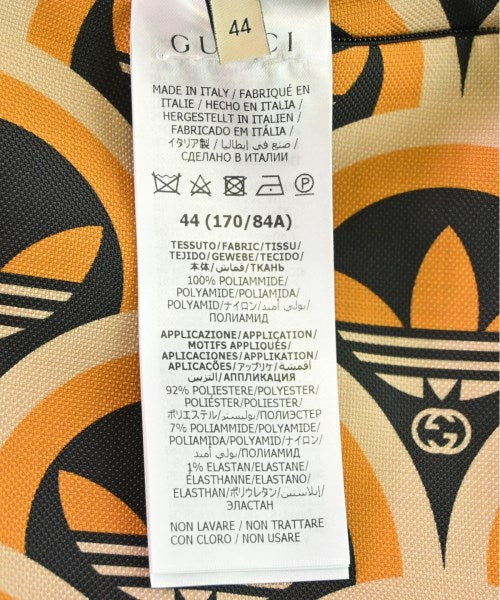 44
GUCCI
MADE IN ITALY / FABRIQUÉ EN
ITALIE / HECHO EN ITALIA /
HERGESTELLT IN ITALIEN /
FABRICADO EM ITÁLIA /
イタリア製 / صنع في إيطاليا /
СДЕЛАНО В ИТАЛИИ
P
44 (170/84A)
TESSUTO/FABRIC/TISSU/
TEJIDO/GEWEBE/TECIDO/
本体/قماش/ТКАНЬ
100% POLIAMMIDE/
POLYAMIDE/POLIAMIDA/
POLYAMID/ナイロン/بولي أميد/
ПОЛИАМИД
APPLICAZIONE/APPLICATION/
MOTIFS APPLIQUÉS/
APLICACIONES/APPLIKATION/
APLICAÇÕES/アップリケ/أقمشة
التزيين/АППЛИКАЦИЯ
92% POLIESTERE/POLYESTER/
POLIÉSTER/POLYESTER/
ポリエステル/بوليستر/ПОЛИЭСТЕР
7% POLIAMMIDE/POLYAMIDE/
POLIAMIDA/POLYAMID/ナイロン/
بولي أميد/ПОЛИАМИД
1% ELASTAN/ELASTANE/
ÉLASTHANNE/ELASTANO/
ELASTHAN/ポリウレタン/إيلاستين/
ЭЛАСТАН
NON LAVARE / NON TRATTARE
CON CLORO / NON USARE